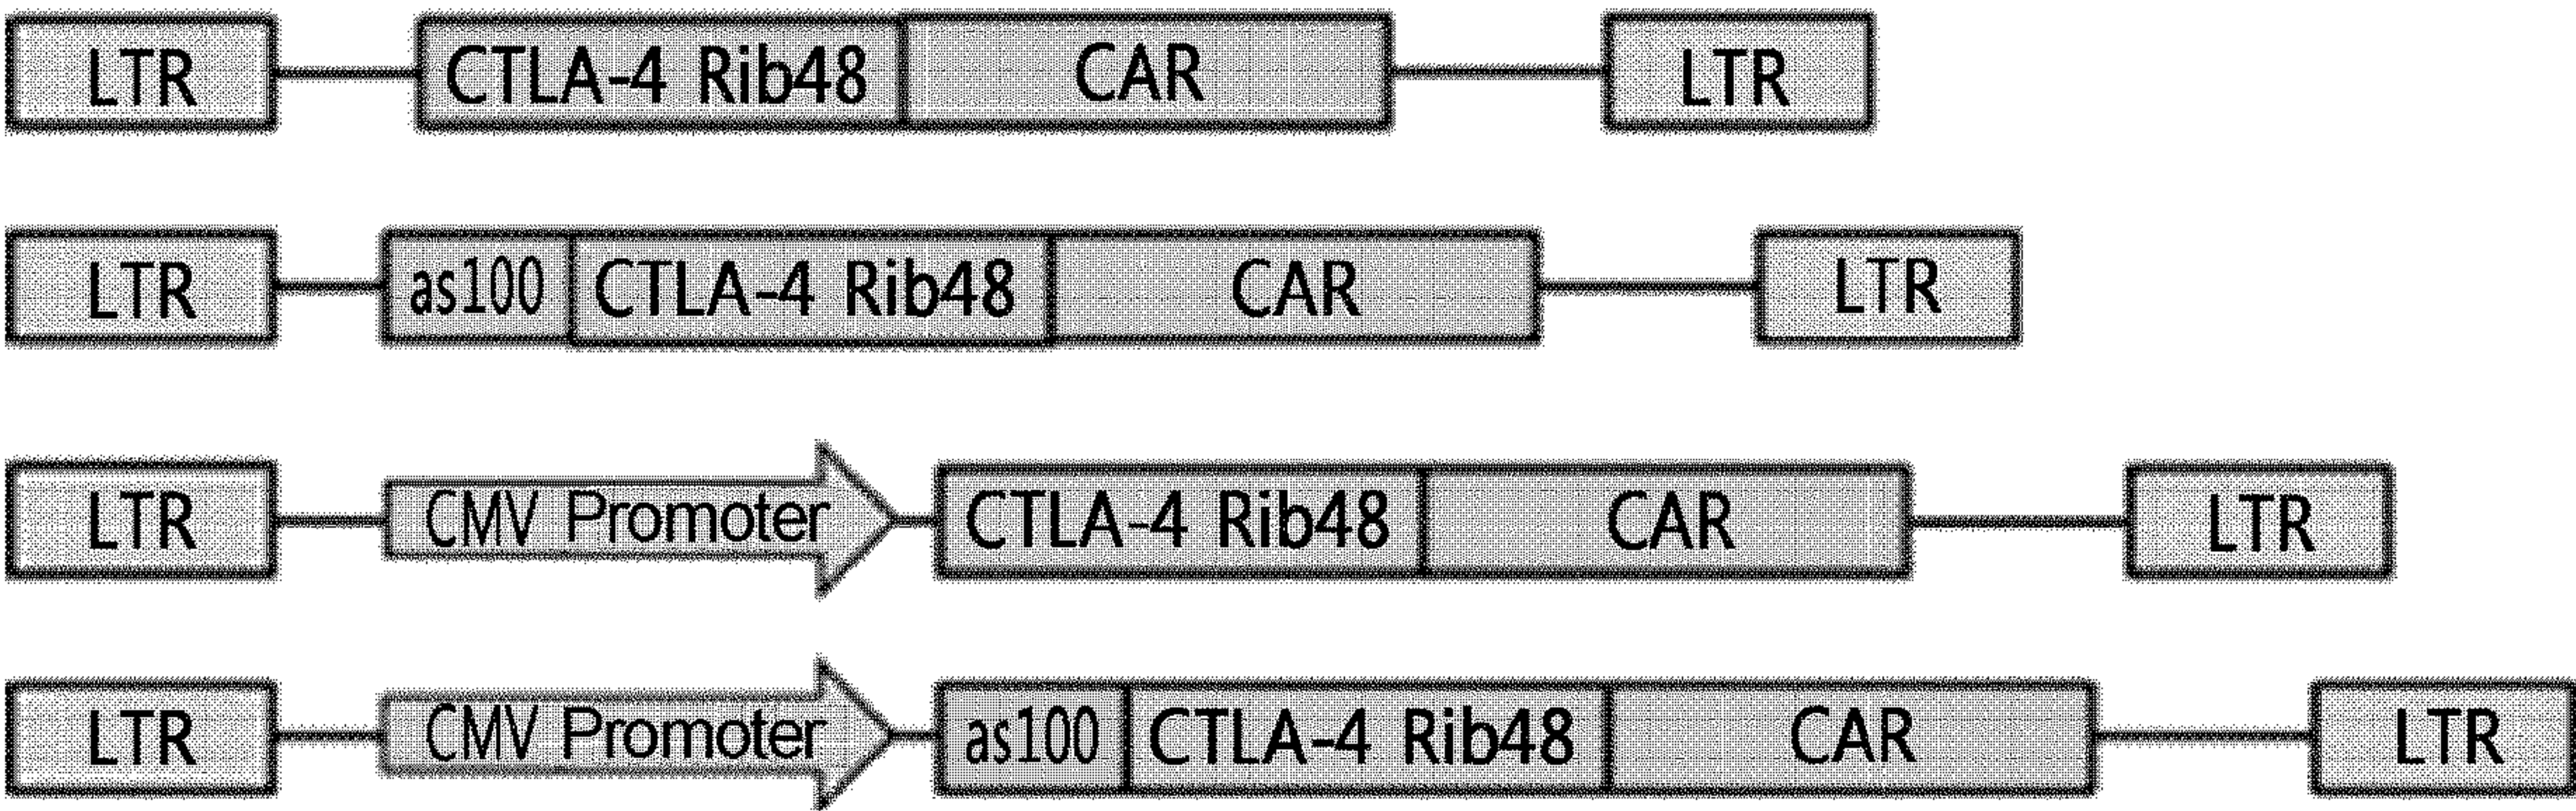 LTR CTLA-4 Rib48 CAR LTR
LTR as100 CTLA-4 Rib48 CAR LTR
LTR CMV Promoter CTLA-4 Rib48 CAR LTR
LTR CMV Promoter as100 CTLA-4 Rib48 CAR LTR